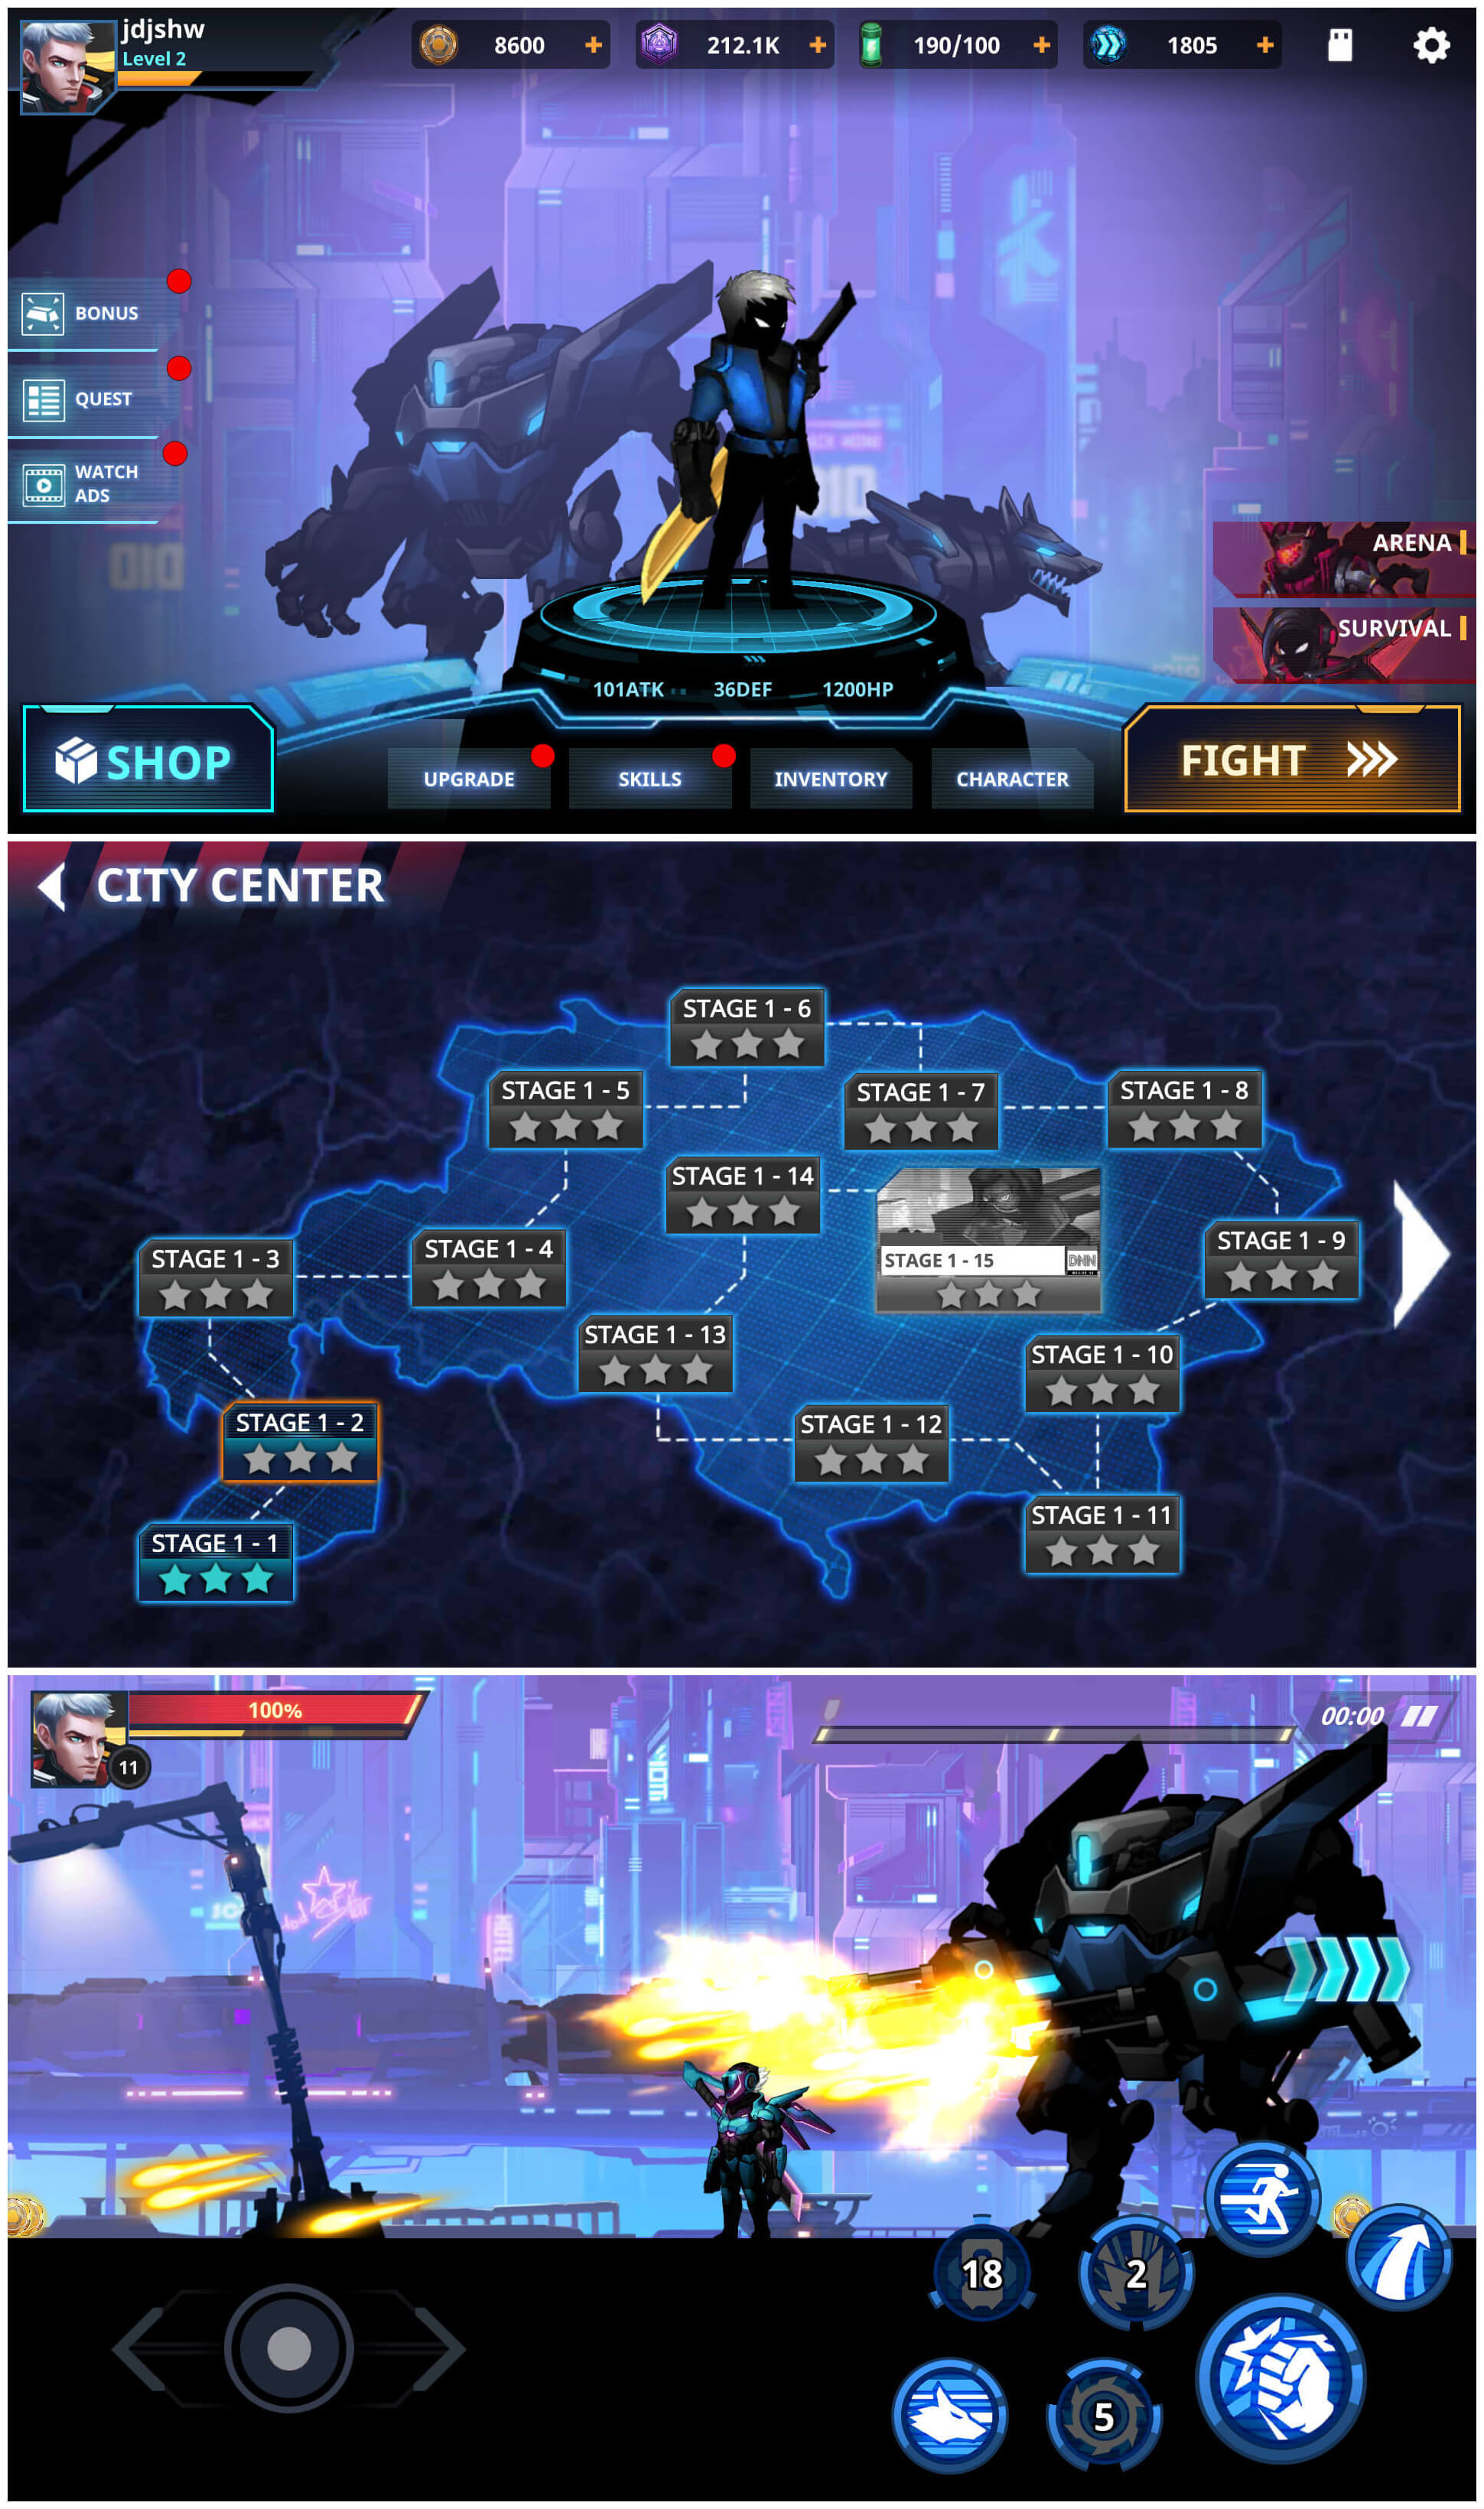 jdjshw
Level 2
8600
212.1K
190/100
1805
BONUS
QUEST
WATCH
ADS
ARENA
SURVIVAL
101ATK
36DEF
1200HP
SHOP
UPGRADE
SKILLS
INVENTORY
CHARACTER
FIGHT
CITY CENTER
STAGE 1 - 6
STAGE 1 - 5
STAGE 1 - 7
STAGE 1 - 8
STAGE 1 - 14
STAGE 1 - 3
STAGE 1 - 4
STAGE 1 - 15
DNN
STAGE 1 - 9
STAGE 1 - 13
STAGE 1 - 10
STAGE 1 - 2
STAGE 1 - 12
STAGE 1 - 1
STAGE 1 - 11
100%
00:00
11
18
2
5